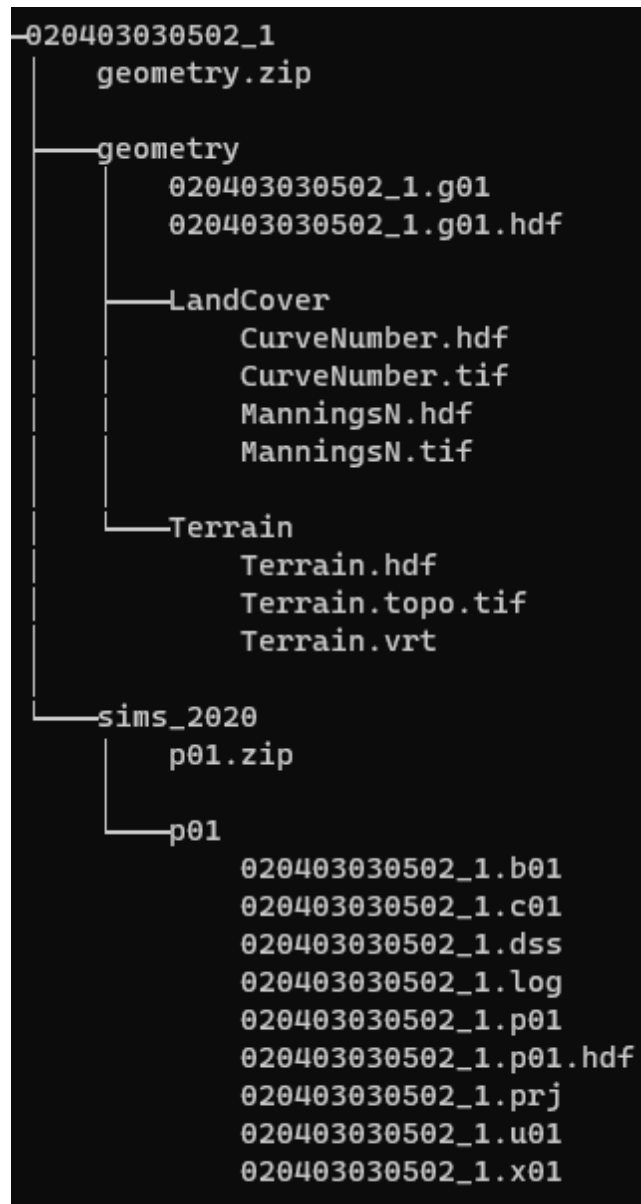 020403030502_1
geometry.zip
geometry
020403030502_1.g01
020403030502_1.g01.hdf
LandCover
CurveNumber.hdf
CurveNumber.tif
ManningsN.hdf
ManningsN.tif
Terrain
Terrain.hdf
Terrain.topo.tif
Terrain.vrt
sims_2020
p01.zip
p01
020403030502_1.b01
020403030502_1.c01
020403030502_1.dss
020403030502_1.log
020403030502_1.p01
020403030502_1.p01.hdf
020403030502_1.prj
020403030502_1.u01
020403030502_1.x01